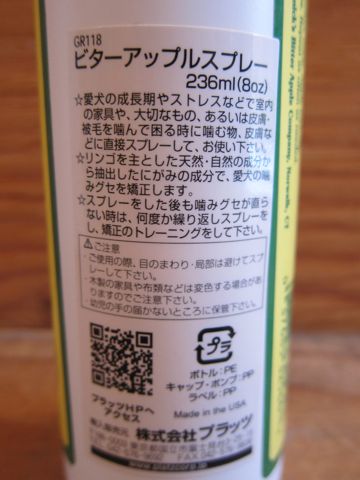 GR118
ビターアップルスプレー
236ml(8oz)
☆愛犬の成長期やストレスなどで室内
の家具や、大切なもの、あるいは皮膚・
被毛を噛んで困る時に噛む物、皮膚な
どに直接スプレーして、お使い下さい。
☆リンゴを主とした天然・自然の成分か
ら抽出したにがみの成分で、愛犬の噛
みグセを矯正します。
☆スプレーをした後も噛みグセが直ら
ない時は、何度か繰り返しスプレーを
し、矯正のトレーニングをして下さい。
⚠ご注意
・ご使用の際、目のまわり・局部は避けてスプ
レーして下さい。
・木製の家具や布類などは変色する場合が
あります。
・幼児の手の届かないところに保管下さい。
プラ
ボトル:PE
キャップ・ポンプ:PP
ラベル:PP
プラッツHPへ
アクセス
Made in the USA
輸入販売元
株式会社プラッツ
Bitter Apple Company, Norwalk, CT